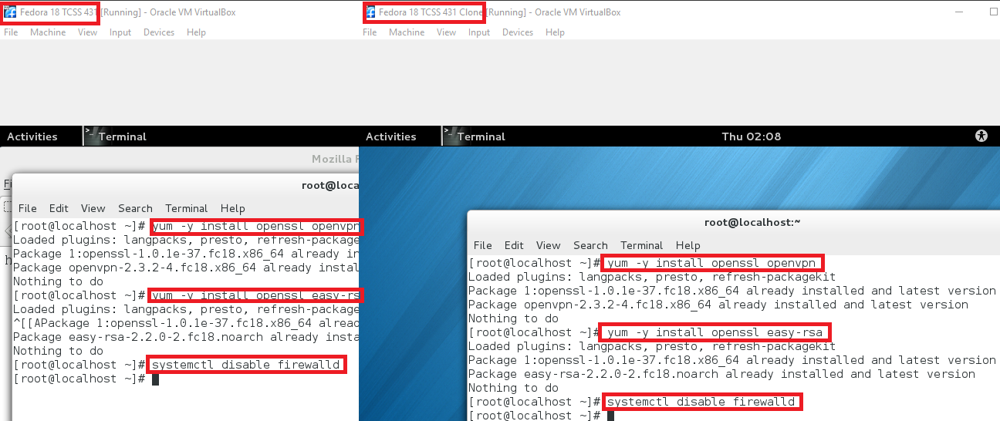 Fedora 18 TCSS 431 [Running] - Oracle VM VirtualBox
File Machine View Input Devices Help
Activities Terminal
Mozilla F
Fi
root@loca
File Edit View Search Terminal Help
[root@localhost ~]# yum -y install openssl openvpn
Loaded plugins: langpacks, presto, refresh-package
Package 1:openssl-1.0.1e-37.fc18.x86_64 already in
Package openvpn-2.3.2-4.fc18.x86_64 already instal
Nothing to do
[root@localhost ~]# yum -y install openssl easy-rs
Loaded plugins: langpacks, presto, refresh-package
^[[APackage 1:openssl-1.0.1e-37.fc18.x86_64 alread
Package easy-rsa-2.2.0-2.fc18.noarch already insta
Nothing to do
[root@localhost ~]# systemctl disable firewalld
[root@localhost ~]#
Fedora 18 TCSS 431 Clone [Running] - Oracle VM VirtualBox
File Machine View Input Devices Help
Activities Terminal Thu 02:08
root@localhost:~
File Edit View Search Terminal Help
[root@localhost ~]# yum -y install openssl openvpn
Loaded plugins: langpacks, presto, refresh-packagekit
Package 1:openssl-1.0.1e-37.fc18.x86_64 already installed and latest version
Package openvpn-2.3.2-4.fc18.x86_64 already installed and latest version
Nothing to do
[root@localhost ~]# yum -y install openssl easy-rsa
Loaded plugins: langpacks, presto, refresh-packagekit
Package 1:openssl-1.0.1e-37.fc18.x86_64 already installed and latest version
Package easy-rsa-2.2.0-2.fc18.noarch already installed and latest version
Nothing to do
[root@localhost ~]# systemctl disable firewalld
[root@localhost ~]#